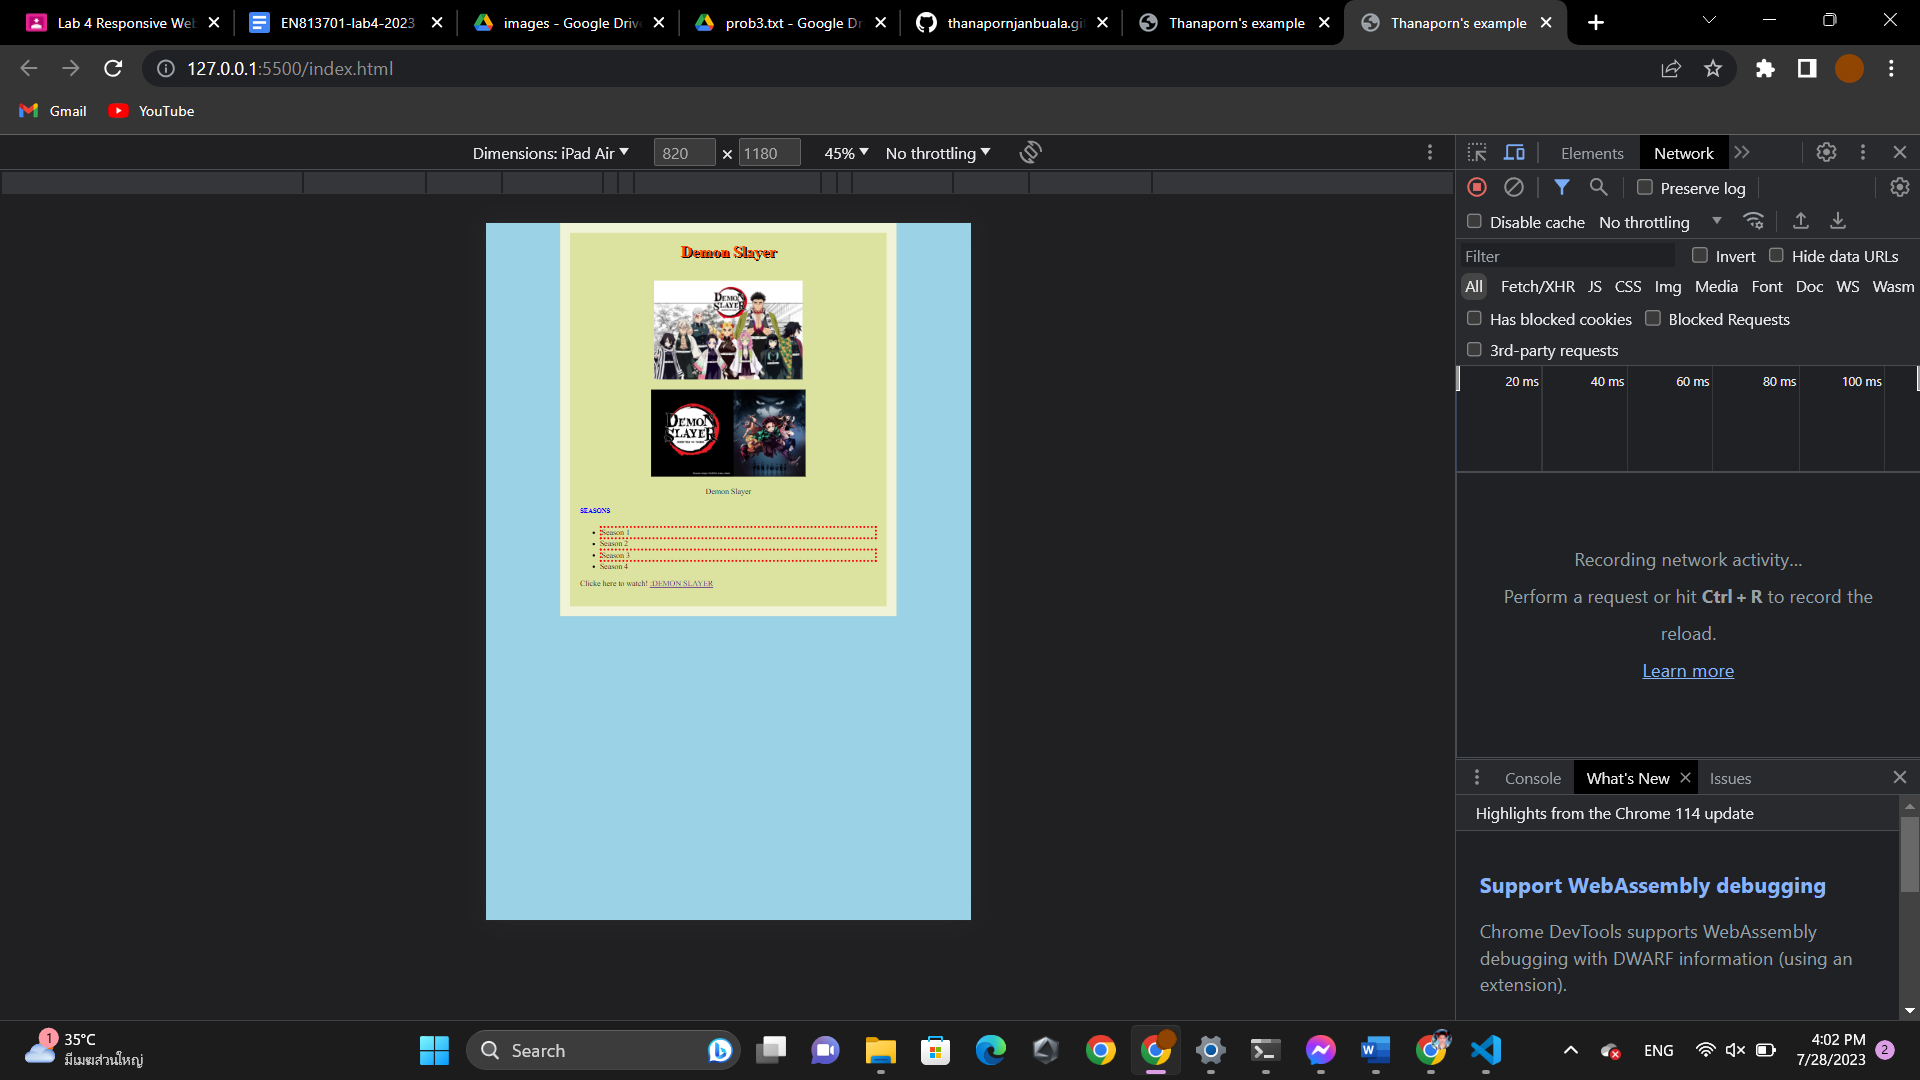 Lab 4 Responsive Web
EN813701-lab4-2023
images - Google Drive
prob3.txt - Google Dr
thanapornjanbuala.git
Thanaporn's example
Thanaporn's example
127.0.0.1:5500/index.html
Gmail
YouTube
Dimensions: iPad Air
820 × 1180
45%
No throttling
Demon Slayer
DEMON SLAYER
DEMON SLAYER
Demon Slayer
SEASONS
Season 1
Season 2
Season 3
Season 4
Clicke here to watch! :DEMON SLAYER
Elements
Network
Preserve log
Disable cache
No throttling
Filter
Invert
Hide data URLs
All Fetch/XHR JS CSS Img Media Font Doc WS Wasm
Has blocked cookies
Blocked Requests
3rd-party requests
20 ms 40 ms 60 ms 80 ms 100 ms
Recording network activity...
Perform a request or hit Ctrl + R to record the
reload.
Learn more
Console
What's New
Issues
Highlights from the Chrome 114 update
Support WebAssembly debugging
Chrome DevTools supports WebAssembly
debugging with DWARF information (using an
extension).
1
35°C
มีเมฆส่วนใหญ่
Search
ENG
4:02 PM
7/28/2023
2